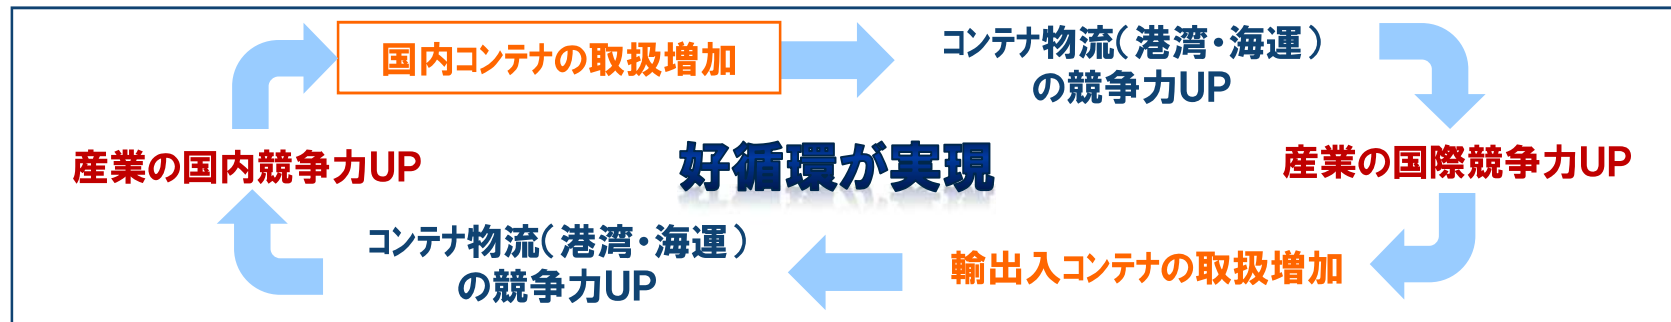 国内コンテナの取扱増加
コンテナ物流(港湾・海運)
の競争力UP
産業の国内競争力UP
好循環が実現
産業の国際競争力UP
コンテナ物流(港湾・海運)
の競争力UP
輸出入コンテナの取扱増加